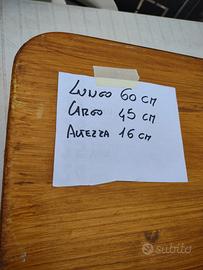 LUNGO 60 CM
LARGO 45 CM
ALTEZZA 16 CM
subito